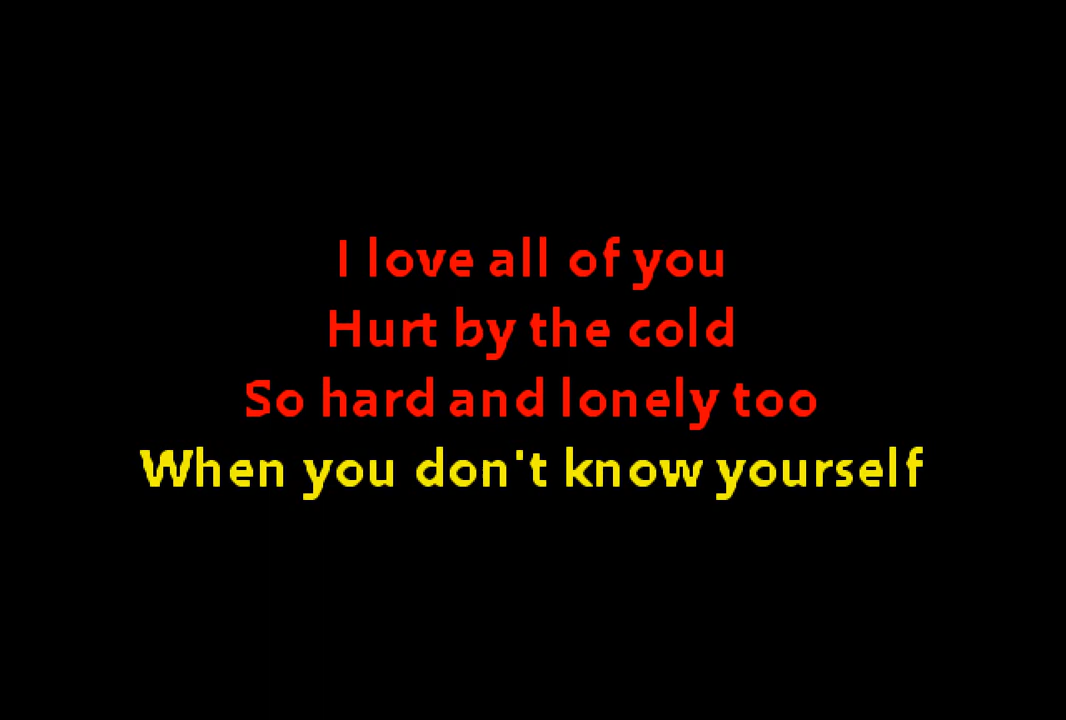 I love all of you
Hurt by the cold
So hard and lonely too
When you don't know yourself